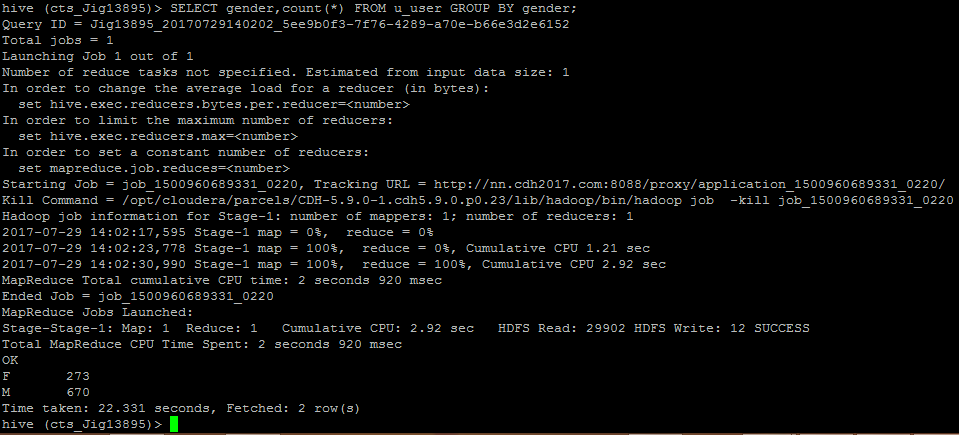 hive (cts_Jig13895)> SELECT gender,count(*) FROM u_user GROUP BY gender;
Query ID = Jig13895_20170729140202_5ee9b0f3-7f76-4289-a70e-b66e3d2e6152
Total jobs = 1
Launching Job 1 out of 1
Number of reduce tasks not specified. Estimated from input data size: 1
In order to change the average load for a reducer (in bytes):
  set hive.exec.reducers.bytes.per.reducer=<number>
In order to limit the maximum number of reducers:
  set hive.exec.reducers.max=<number>
In order to set a constant number of reducers:
  set mapreduce.job.reduces=<number>
Starting Job = job_1500960689331_0220, Tracking URL = http://nn.cdh2017.com:8088/proxy/application_1500960689331_0220/
Kill Command = /opt/cloudera/parcels/CDH-5.9.0-1.cdh5.9.0.p0.23/lib/hadoop/bin/hadoop job  -kill job_1500960689331_0220
Hadoop job information for Stage-1: number of mappers: 1; number of reducers: 1
2017-07-29 14:02:17,595 Stage-1 map = 0%,  reduce = 0%
2017-07-29 14:02:23,778 Stage-1 map = 100%,  reduce = 0%, Cumulative CPU 1.21 sec
2017-07-29 14:02:30,990 Stage-1 map = 100%,  reduce = 100%, Cumulative CPU 2.92 sec
MapReduce Total cumulative CPU time: 2 seconds 920 msec
Ended Job = job_1500960689331_0220
MapReduce Jobs Launched:
Stage-Stage-1: Map: 1  Reduce: 1   Cumulative CPU: 2.92 sec   HDFS Read: 29902 HDFS Write: 12 SUCCESS
Total MapReduce CPU Time Spent: 2 seconds 920 msec
OK
F       273
M       670
Time taken: 22.331 seconds, Fetched: 2 row(s)
hive (cts_Jig13895)>